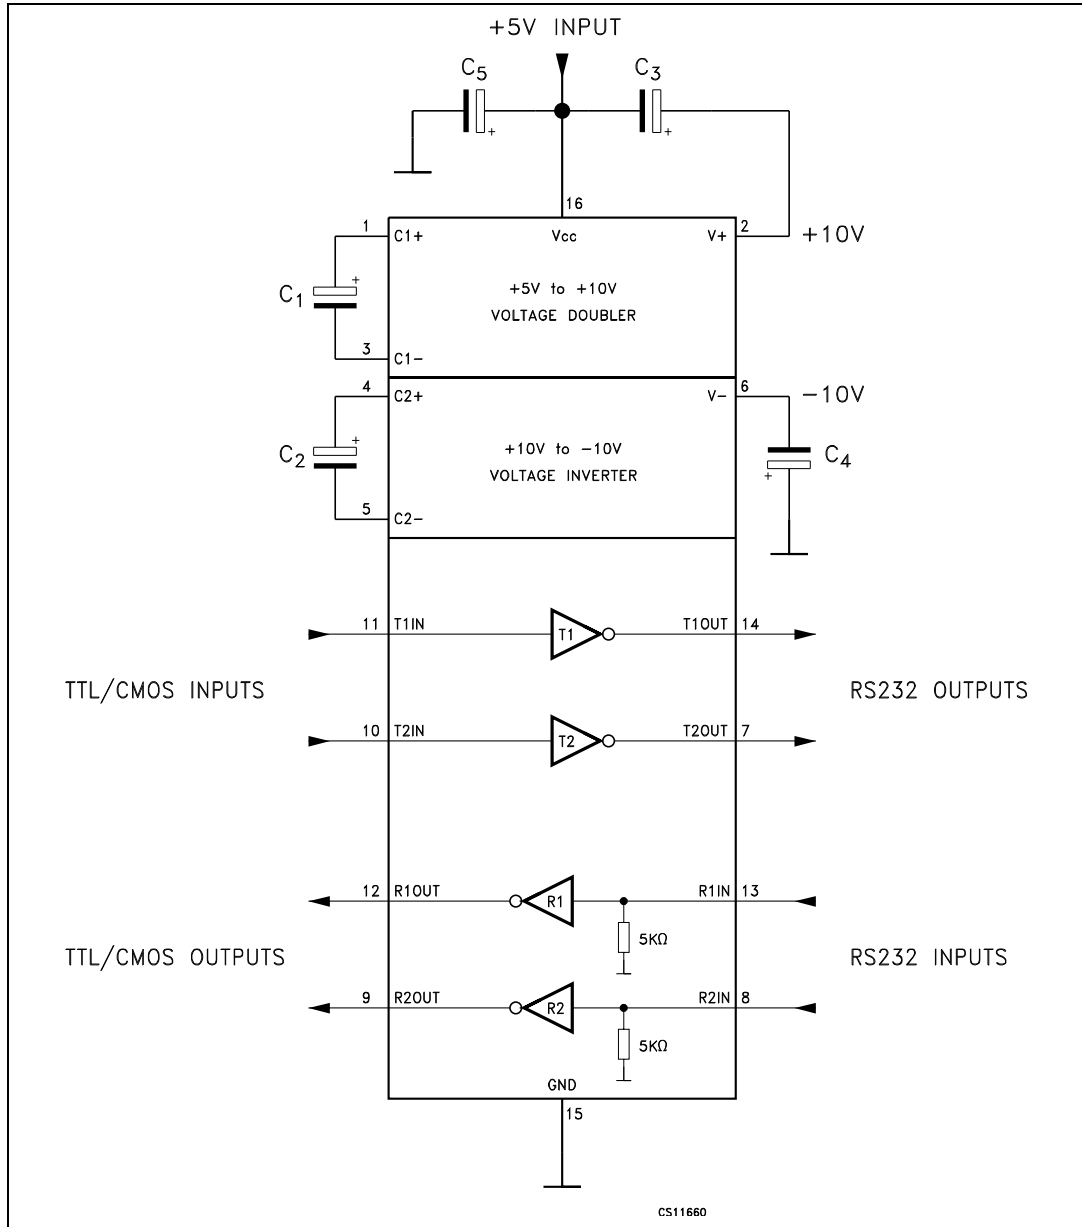 +5V INPUT
C5 C3
+ +
16
1 C1+ Vcc V+ 2 +10V
+
C1
+5V to +10V
VOLTAGE DOUBLER
3 C1-
4 C2+ V- 6 -10V
+
C2
+10V to -10V
VOLTAGE INVERTER
C4
+
5 C2-
11 T1IN T1 T1OUT 14
TTL/CMOS INPUTS RS232 OUTPUTS
10 T2IN T2 T2OUT 7
12 R1OUT R1 R1IN 13
5KΩ
TTL/CMOS OUTPUTS RS232 INPUTS
9 R2OUT R2 R2IN 8
5KΩ
GND
15
CS11660